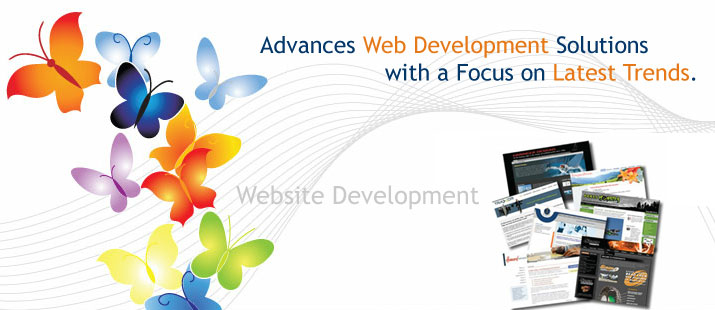 Advances Web Development Solutions
with a Focus on Latest Trends.
Website Development